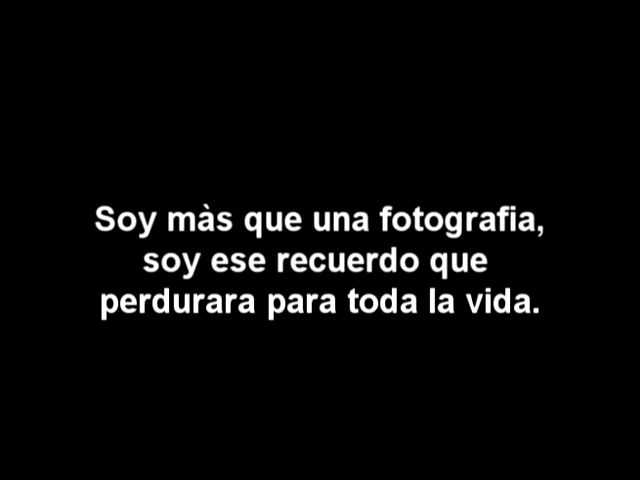 Soy màs que una fotografia,
soy ese recuerdo que
perdurara para toda la vida.